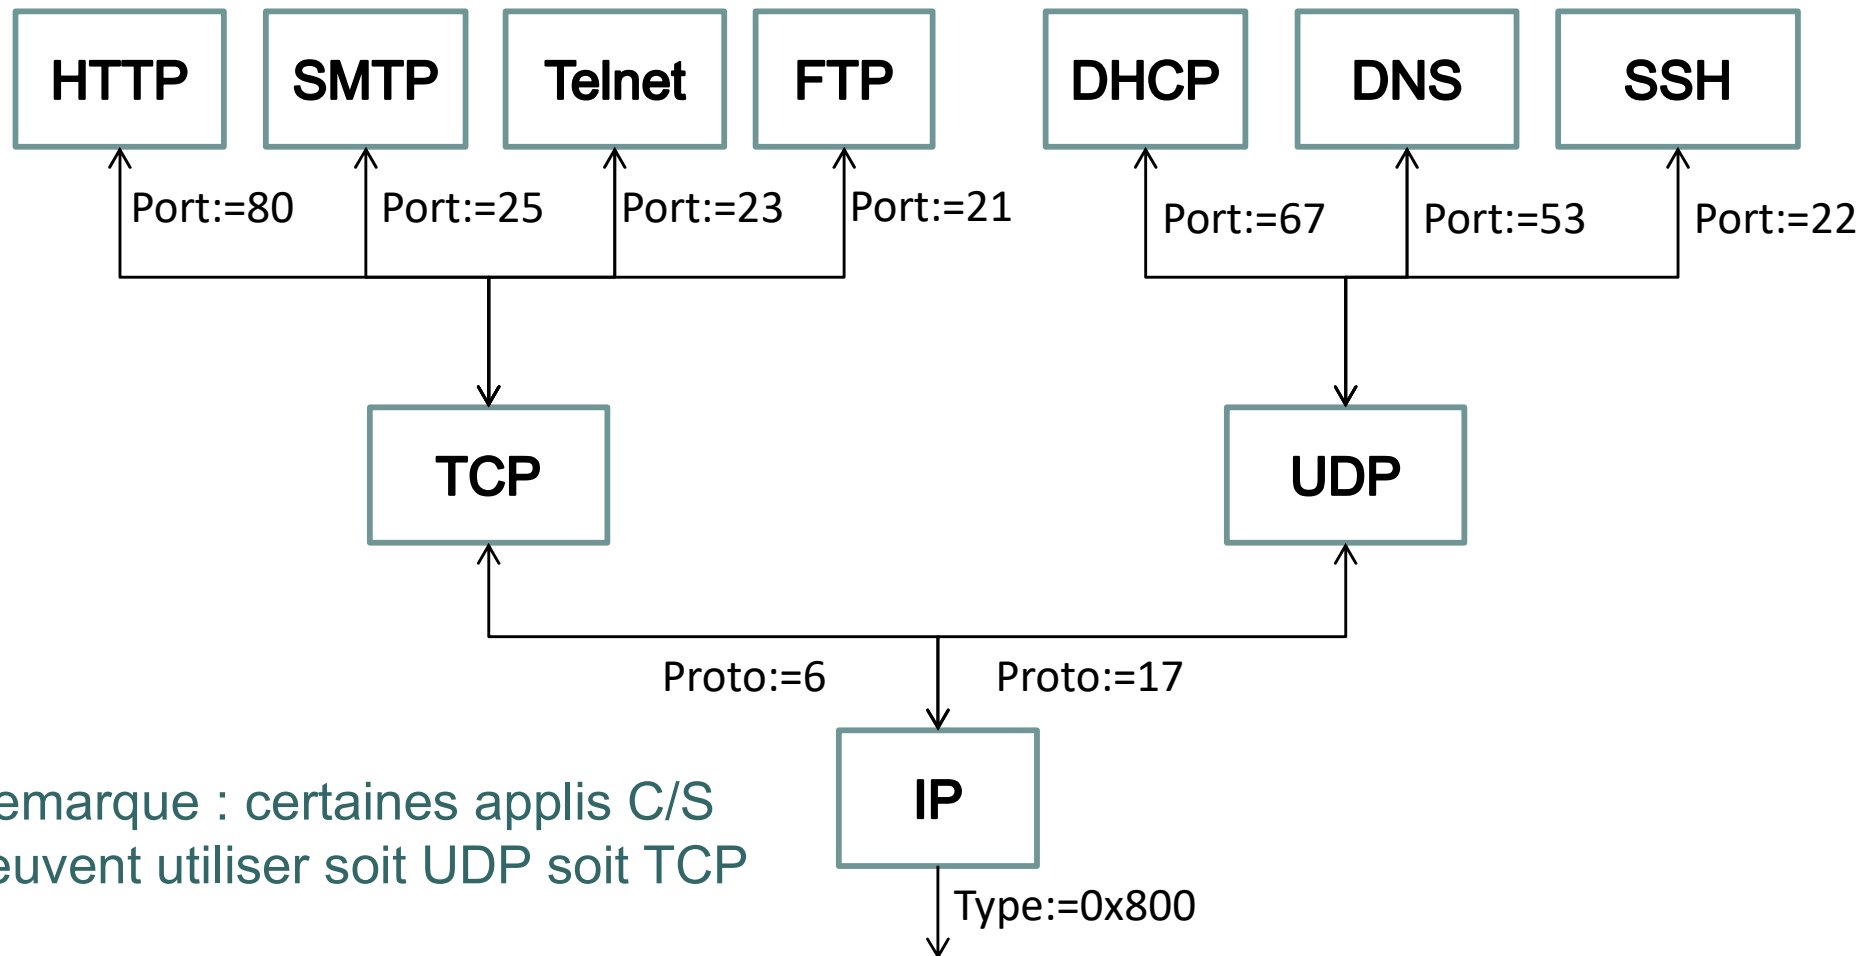 HTTP SMTP Telnet FTP DHCP DNS SSH
Port:=80 Port:=25 Port:=23 Port:=21 Port:=67 Port:=53 Port:=22
TCP UDP
Proto:=6 Proto:=17
IP
emarque : certaines applis C/S
euvent utiliser soit UDP soit TCP
Type:=0x800